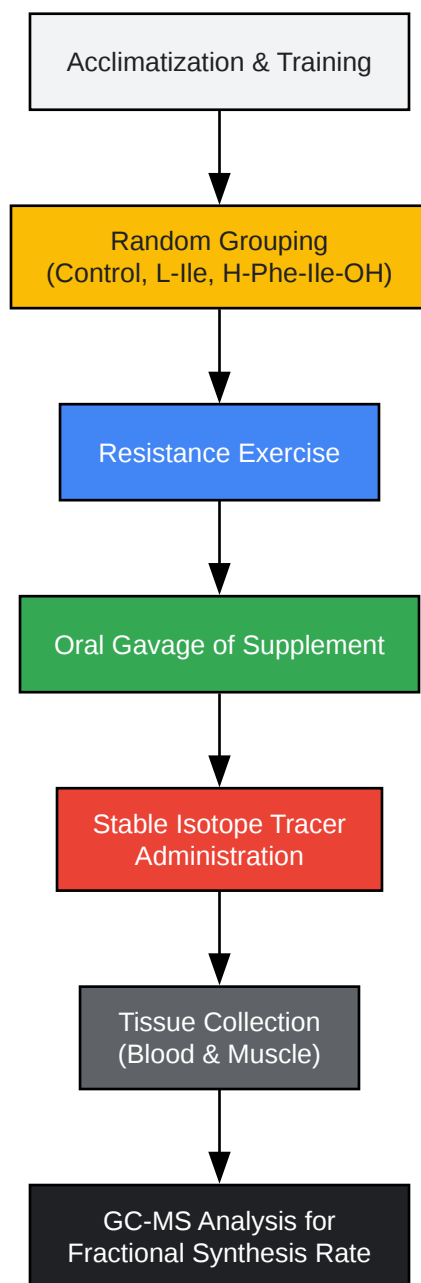 Acclimatization & Training
Random Grouping
(Control, L-Ile, H-Phe-Ile-OH)
Resistance Exercise
Oral Gavage of Supplement
Stable Isotope Tracer
Administration
Tissue Collection
(Blood & Muscle)
GC-MS Analysis for
Fractional Synthesis Rate